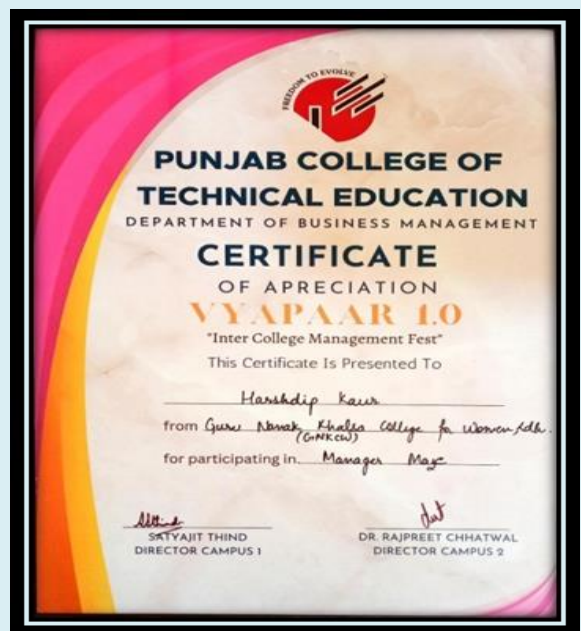 FREEDOM TO EVOLVE
PUNJAB COLLEGE OF
TECHNICAL EDUCATION
DEPARTMENT OF BUSINESS MANAGEMENT
CERTIFICATE
OF APRECIATION
VYAPAAR 1.0
"Inter College Management Fest"
This Certificate Is Presented To
Harshdip Kaur
from Guru Nanak Khalsa College for Women, Ldh.
(GNKCW)
for participating in Manager Maze
SATYAJIT THIND
DIRECTOR CAMPUS 1
DR. RAJPREET CHHATWAL
DIRECTOR CAMPUS 2